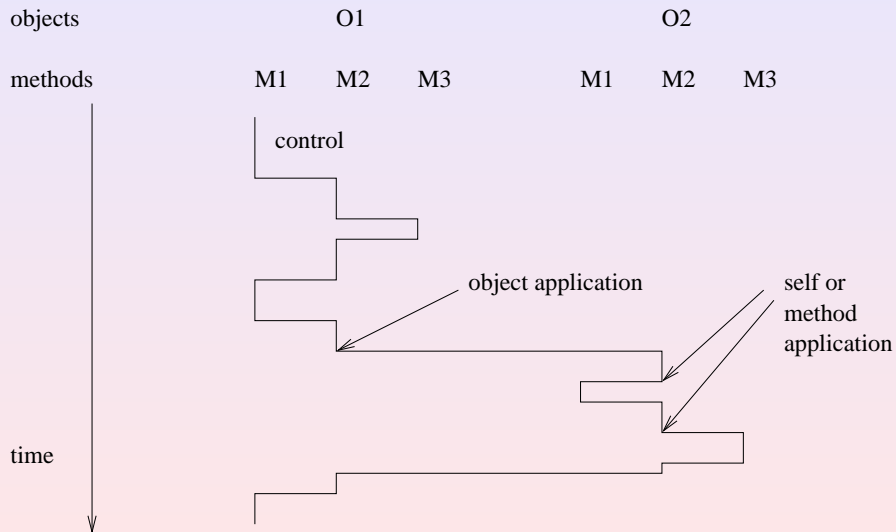 objects O1 O2
methods M1 M2 M3 M1 M2 M3
control
object application
self or
method
application
time